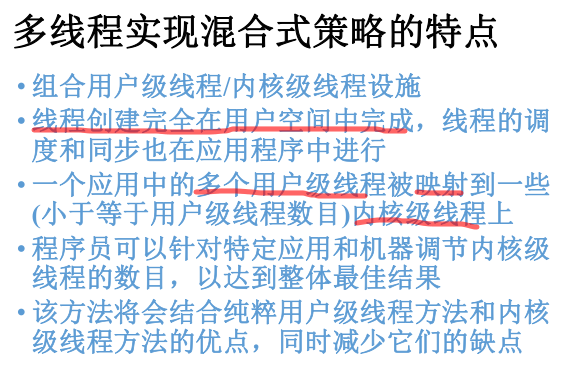 多线程实现混合式策略的特点
• 组合用户级线程/内核级线程设施
• 线程创建完全在用户空间中完成，线程的调
度和同步也在应用程序中进行
• 一个应用中的多个用户级线程被映射到一些
(小于等于用户级线程数目)内核级线程上
• 程序员可以针对特定应用和机器调节内核级
线程的数目，以达到整体最佳结果
• 该方法将会结合纯粹用户级线程方法和内核
级线程方法的优点，同时减少它们的缺点